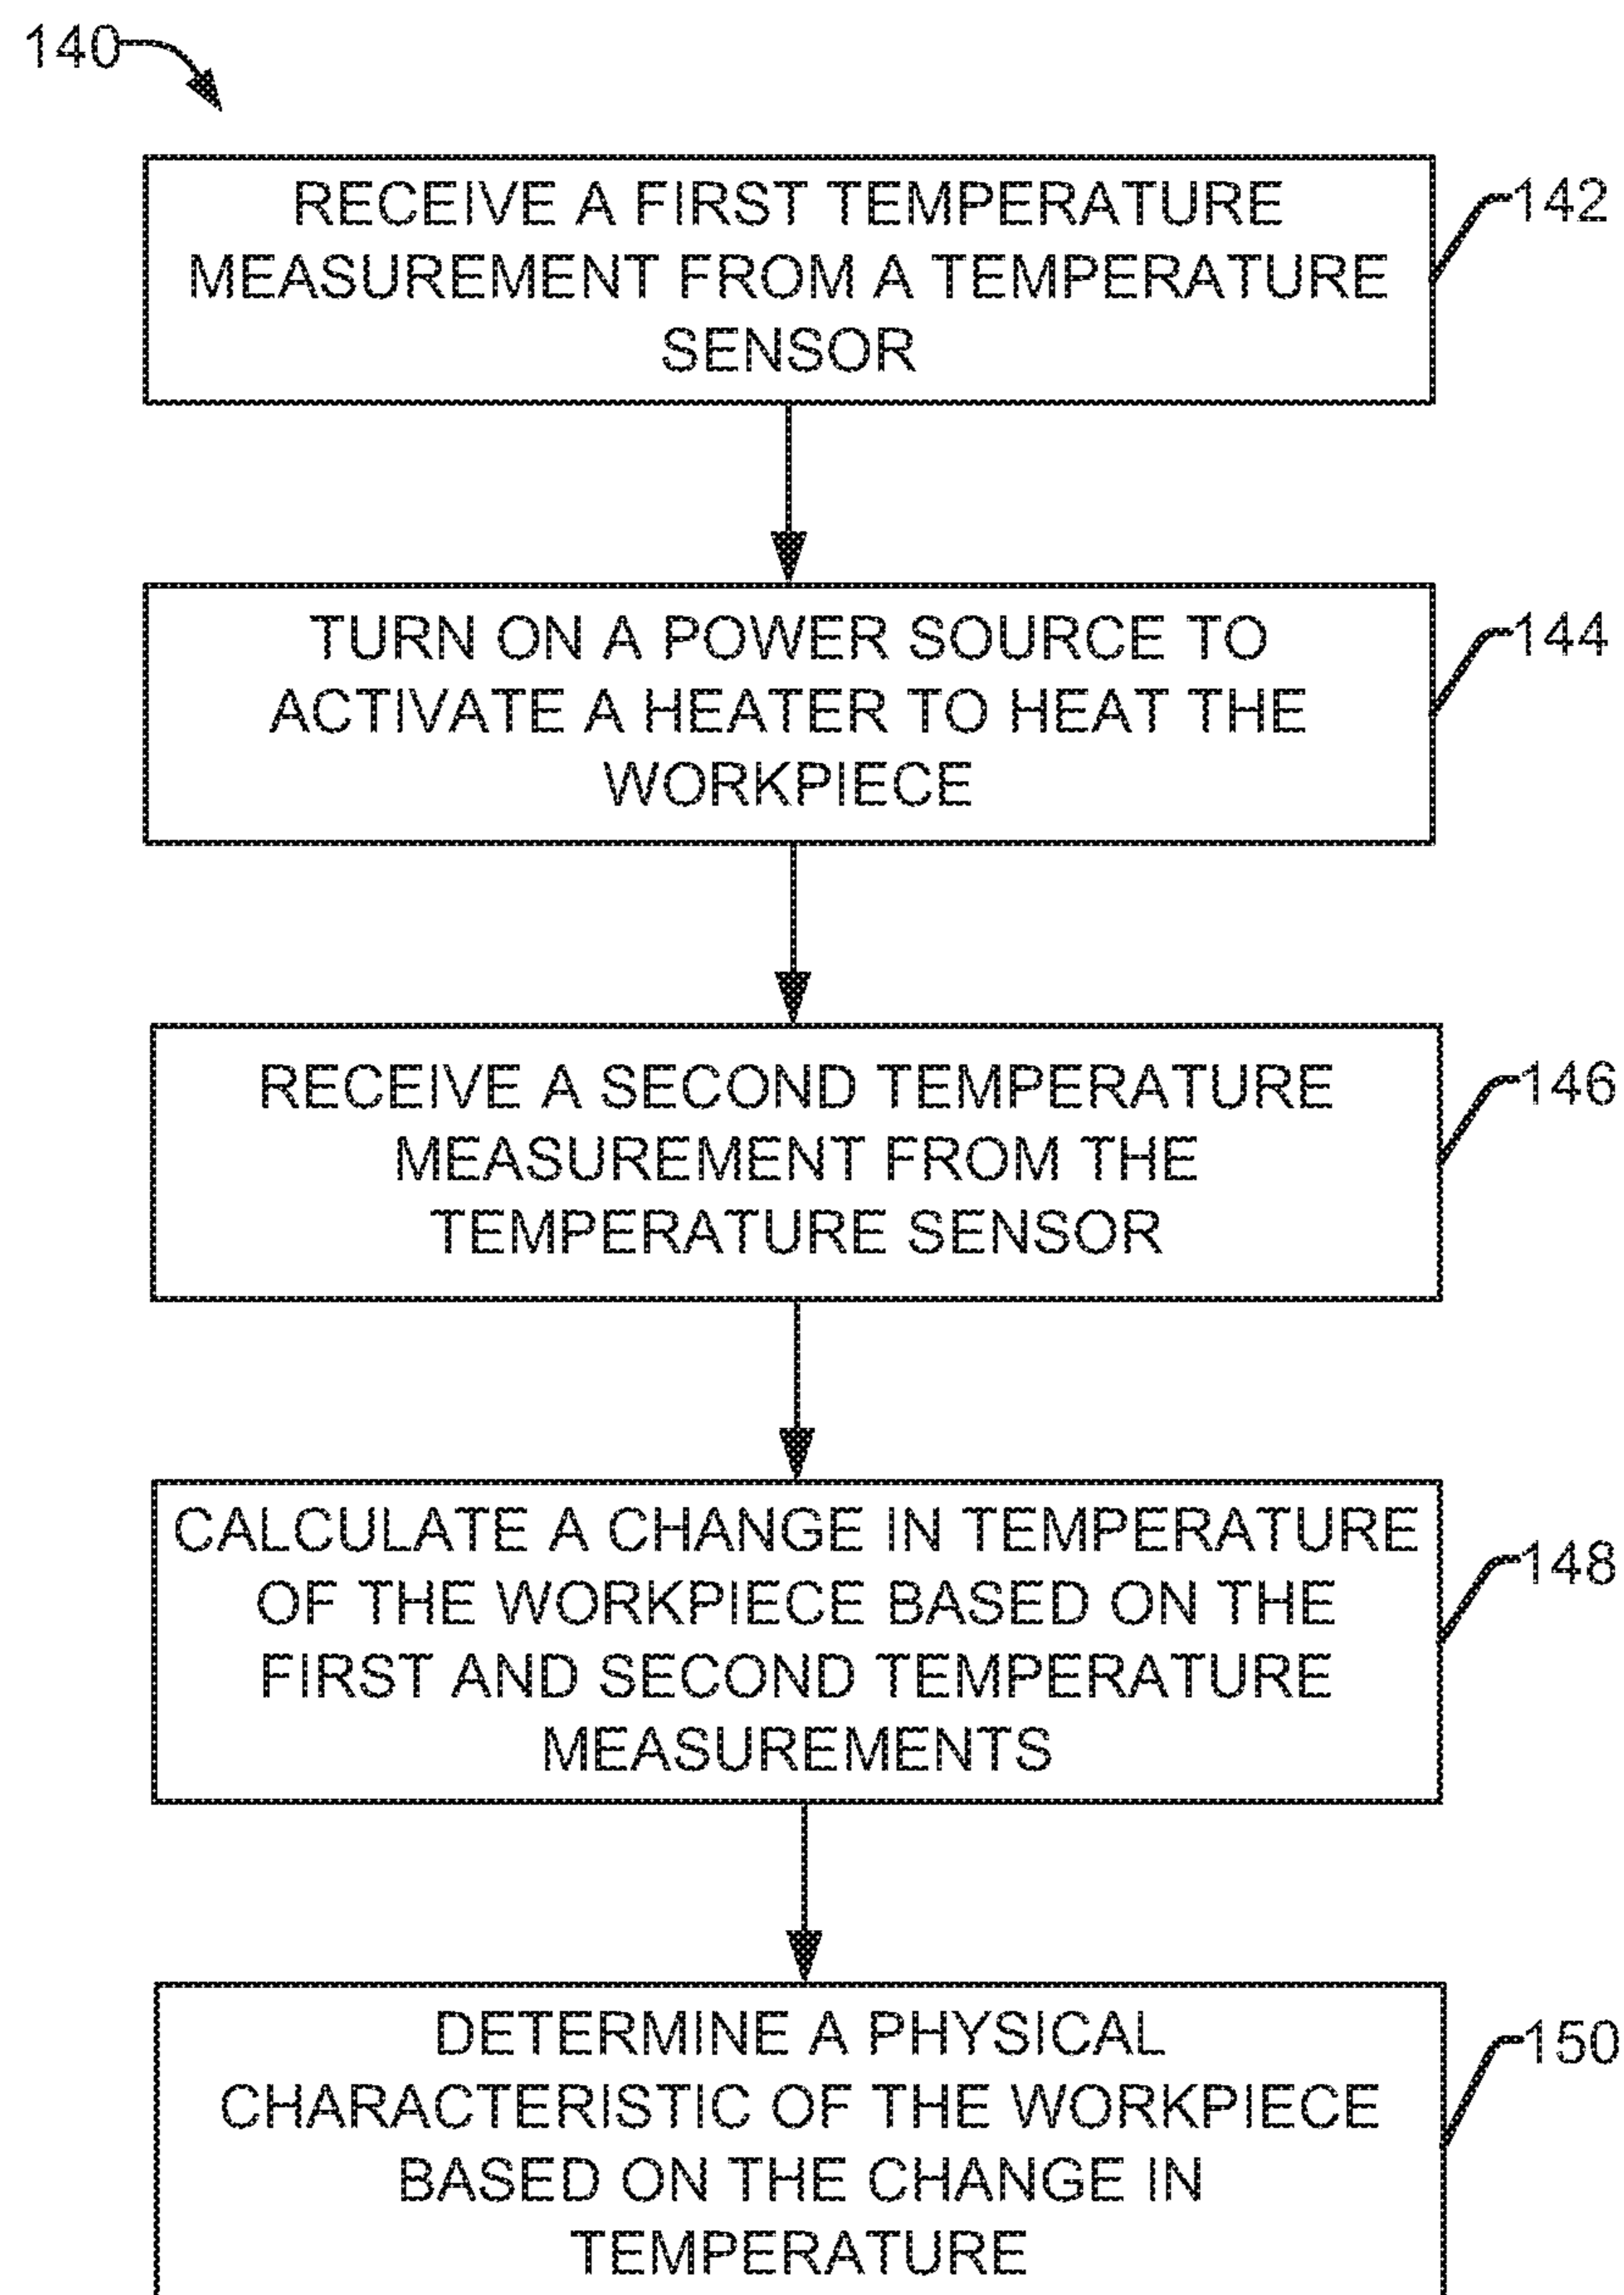 140
RECEIVE A FIRST TEMPERATURE
MEASUREMENT FROM A TEMPERATURE
SENSOR
142
TURN ON A POWER SOURCE TO
ACTIVATE A HEATER TO HEAT THE
WORKPIECE
144
RECEIVE A SECOND TEMPERATURE
MEASUREMENT FROM THE
TEMPERATURE SENSOR
146
CALCULATE A CHANGE IN TEMPERATURE
OF THE WORKPIECE BASED ON THE
FIRST AND SECOND TEMPERATURE
MEASUREMENTS
148
DETERMINE A PHYSICAL
CHARACTERISTIC OF THE WORKPIECE
BASED ON THE CHANGE IN
TEMPERATURE
150